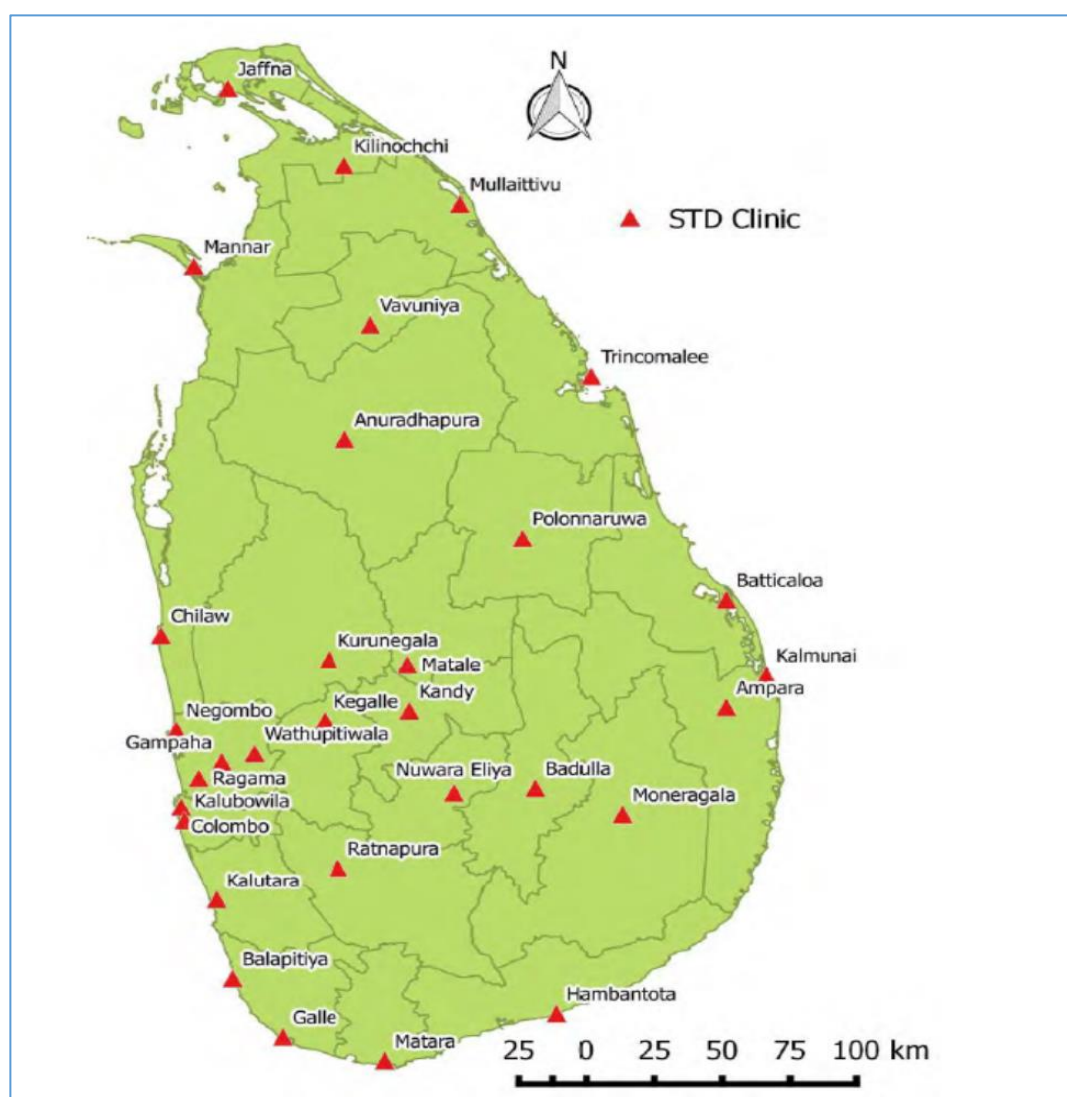 Jaffna
N
Kilinochchi
Mullaittivu
STD Clinic
Mannar
Vavuniya
Trincomalee
Anuradhapura
Polonnaruwa
Batticaloa
Chilaw
Kurunegala
Matale
Kalmunai
Kandy
Ampara
Kegalle
Negombo
Wathupitiwala
Gampaha
Nuwara Eliya
Badulla
Ragama
Moneragala
Kalubowila
Colombo
Ratnapura
Kalutara
Balapitiya
Hambantota
Galle
Matara
25 0 25 50 75 100 km